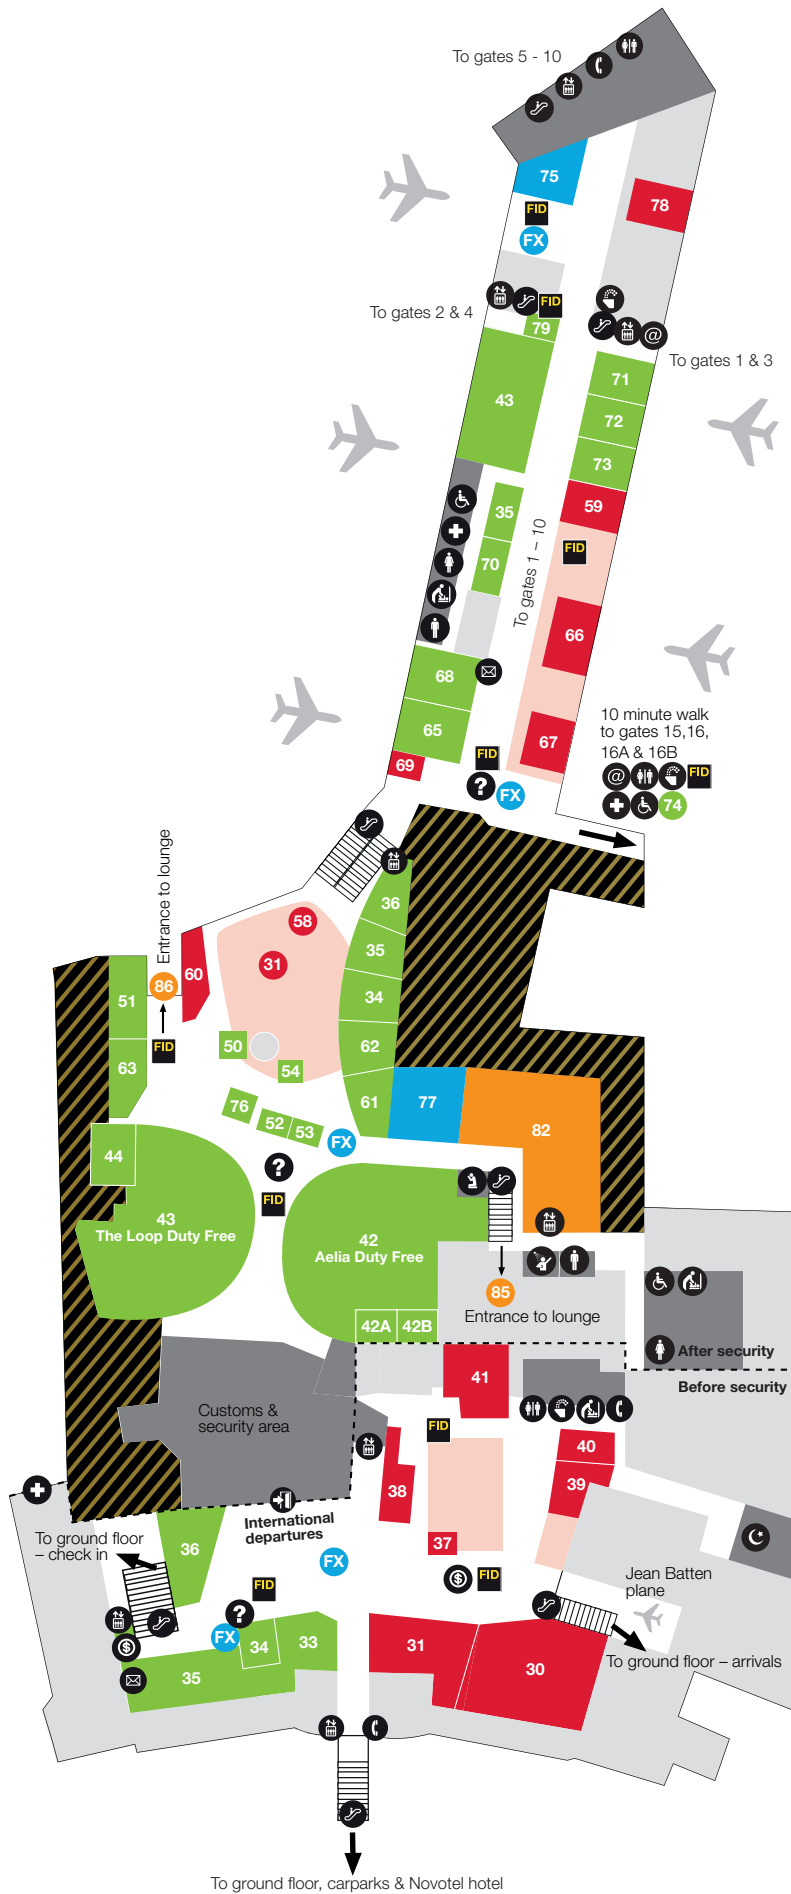 To gates 5 - 10
75
78
FID
FX
To gates 2 & 4
FID
79
@
To gates 1 & 3
43
71
72
73
35
59
FID
70
To gates 1 – 10
66
68
65
67
69
FID
?
FX
10 minute walk
to gates 15,16,
16A & 16B
@
FID
74
Entrance to lounge
36
58
35
60
31
86
51
34
FID
50
62
63
54
76
61
77
82
52
53
FX
44
?
FID
43
The Loop Duty Free
42
Aelia Duty Free
85
Entrance to lounge
42A
42B
After security
Before security
41
Customs &
security area
FID
40
38
39
International
departures
37
To ground floor
– check in
36
FX
$
FID
Jean Batten
plane
FID
?
$
FX
34
33
31
30
35
To ground floor – arrivals
To ground floor, carparks & Novotel hotel